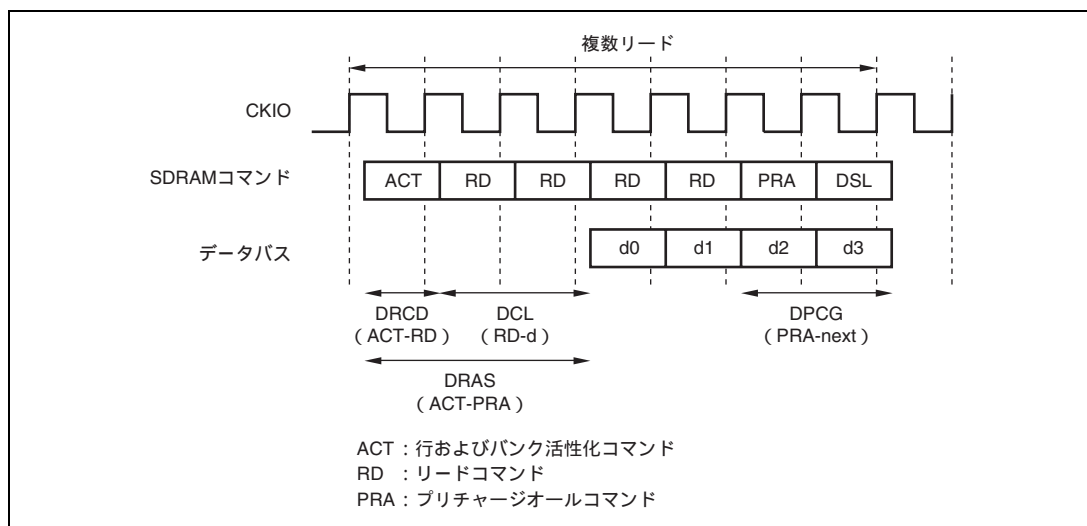 複数リード
CKIO
SDRAMコマンド ACT RD RD RD RD PRA DSL
データバス d0 d1 d2 d3
DRCD DCL DPCG
(ACT-RD) (RD-d) (PRA-next)
DRAS
(ACT-PRA)
ACT：行およびバンク活性化コマンド
RD ：リードコマンド
PRA：プリチャージオールコマンド